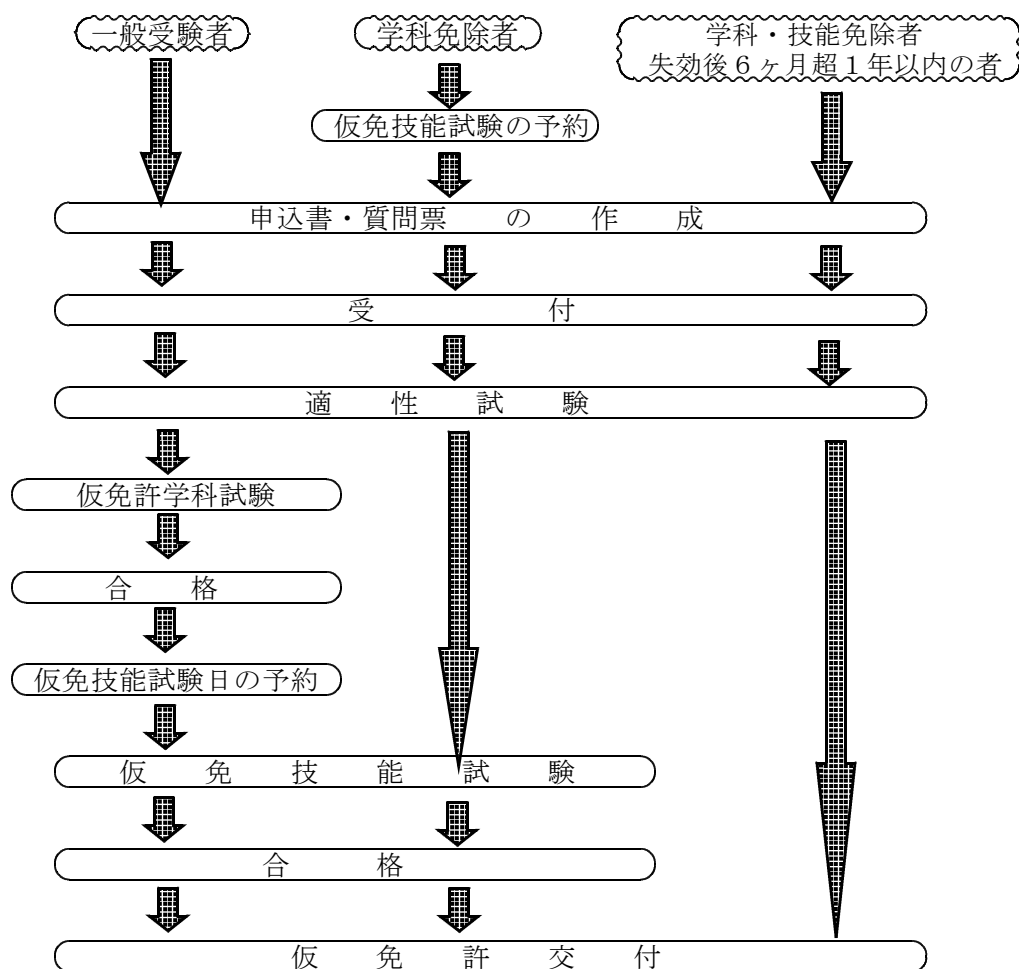 一般受験者
学科免除者
学科・技能免除者
失効後６ヶ月超１年以内の者
仮免技能試験の予約
申込書・質問票　の　作　成
受　付
適　性　試　験
仮免許学科試験
合　格
仮免技能試験日の予約
仮　免　技　能　試　験
合　格
仮　免　許　交　付